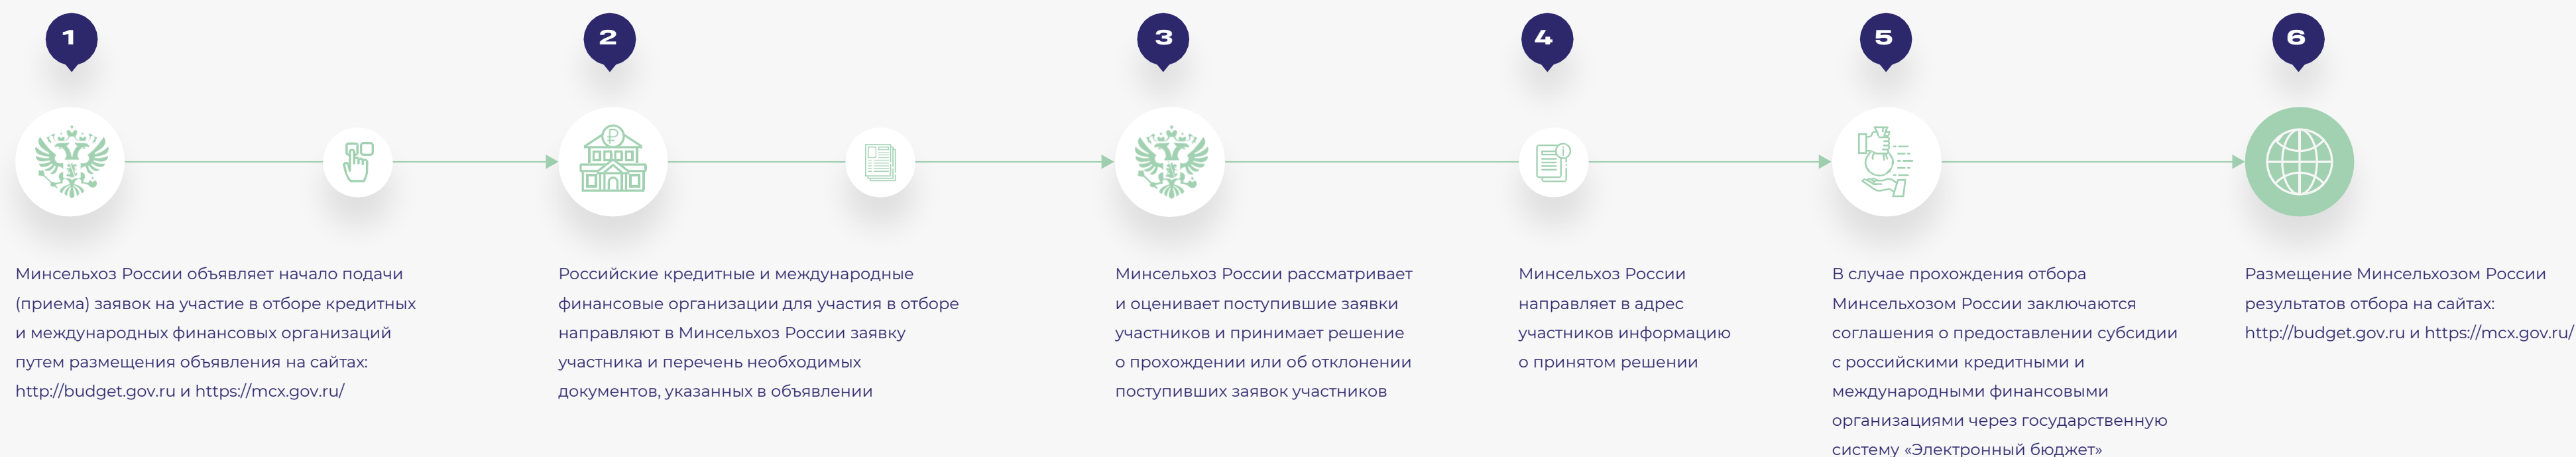 1
Минсельхоз России объявляет начало подачи
(приема) заявок на участие в отборе кредитных
и международных финансовых организаций
путем размещения объявления на сайтах:
http://budget.gov.ru и https://mcx.gov.ru/
2
Российские кредитные и международные
финансовые организации для участия в отборе
направляют в Минсельхоз России заявку
участника и перечень необходимых
документов, указанных в объявлении
3
Минсельхоз России рассматривает
и оценивает поступившие заявки
участников и принимает решение
о прохождении или об отклонении
поступивших заявок участников
4
Минсельхоз России
направляет в адрес
участников информацию
о принятом решении
5
В случае прохождения отбора
Минсельхозом России заключаются
соглашения о предоставлении субсидии
с российскими кредитными и
международными финансовыми
организациями через государственную
систему «Электронный бюджет»
6
Размещение Минсельхозом России
результатов отбора на сайтах:
http://budget.gov.ru и https://mcx.gov.ru/